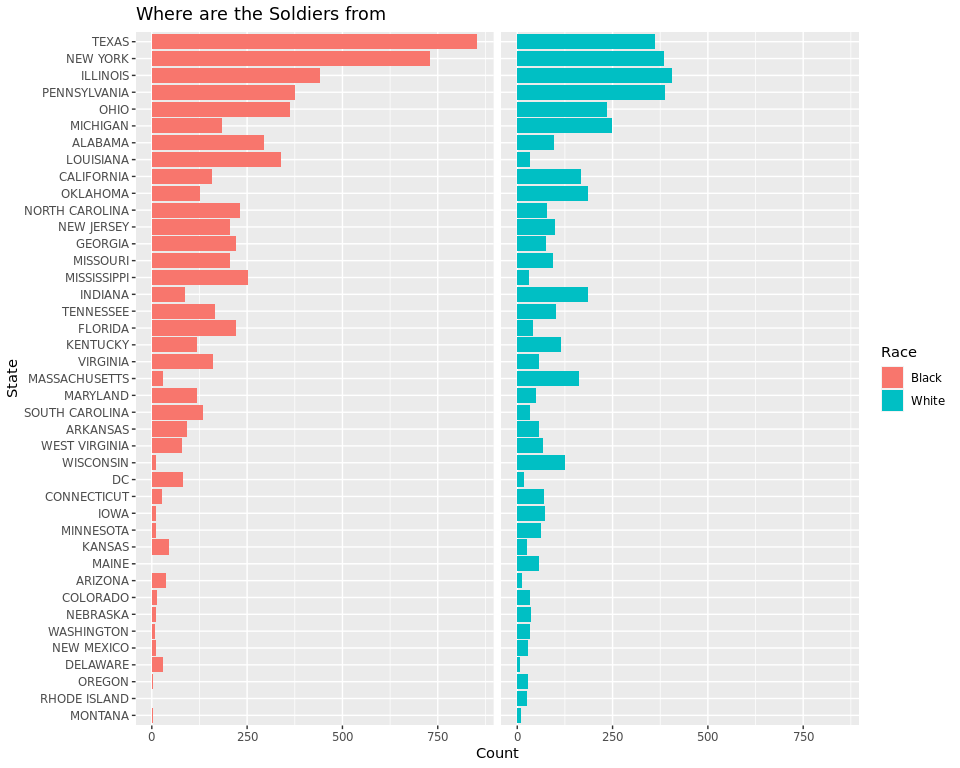 Where are the Soldiers from
TEXAS
NEW YORK
ILLINOIS
PENNSYLVANIA
OHIO
MICHIGAN
ALABAMA
LOUISIANA
CALIFORNIA
OKLAHOMA
NORTH CAROLINA
NEW JERSEY
GEORGIA
MISSOURI
MISSISSIPPI
INDIANA
TENNESSEE
FLORIDA
KENTUCKY
VIRGINIA
MASSACHUSETTS
MARYLAND
SOUTH CAROLINA
ARKANSAS
WEST VIRGINIA
WISCONSIN
DC
CONNECTICUT
IOWA
MINNESOTA
KANSAS
MAINE
ARIZONA
COLORADO
NEBRASKA
WASHINGTON
NEW MEXICO
DELAWARE
OREGON
RHODE ISLAND
MONTANA
State
0 250 500 750 0 250 500 750
Count
Race
Black
White